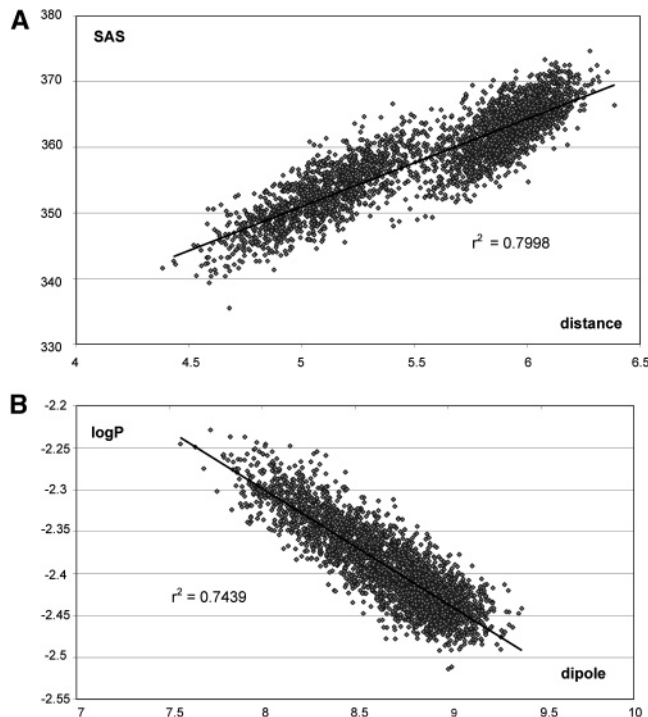 A
SAS
380
370
360
350
340
330
r² = 0.7998
distance
4 4.5 5 5.5 6 6.5
B
logP
-2.2
-2.25
-2.3
-2.35
-2.4
-2.45
-2.5
-2.55
r² = 0.7439
dipole
7 7.5 8 8.5 9 9.5 10